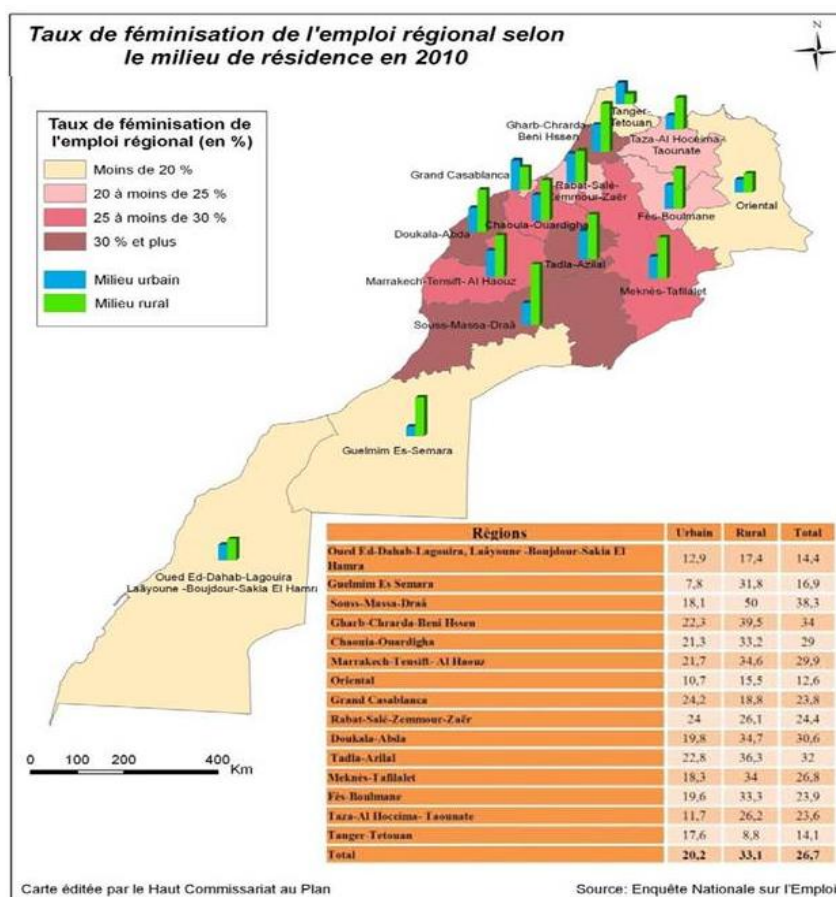 Taux de féminisation de l'emploi régional selon
le milieu de résidence en 2010
N
Taux de féminisation de
l'emploi régional (en %)
Moins de 20 %
20 à moins de 25 %
25 à moins de 30 %
30 % et plus
Milieu urbain
Milieu rural
Tanger-
Tetouan
Gharb-Chrarda-
Beni Hssen
Taza-Al Hoceima-
Taounate
Grand Casablanca
Rabat-Salé-
Zemmour-Zaër
Oriental
Fès-Boulmane
Chaouia-Ouardigha
Doukala-Abda
Tadla-Azilal
Marrakech-Tensift- Al Haouz
Meknès-Tafilalet
Souss-Massa-Draâ
Guelmim Es-Semara
Oued Ed-Dahab-Lagouira
Laâyoune -Boujdour-Sakia El Hamra
Régions Urbain Rural Total
Oued Ed-Dahab-Lagouira, Laâyoune -Boujdour-Sakia El
Hamra 12,9 17,4 14,4
Guelmim Es Semara 7,8 31,8 16,9
Souss-Massa-Draâ 18,1 50 38,3
Gharb-Chrarda-Beni Hssen 22,3 39,5 34
Chaouia-Ouardigha 21,3 33,2 29
Marrakech-Tensift- Al Haouz 21,7 34,6 29,9
Oriental 10,7 15,5 12,6
Grand Casablanca 24,2 18,8 23,8
Rabat-Salé-Zemmour-Zaër 24 26,1 24,4
Doukala-Abda 19,8 34,7 30,6
Tadla-Azilal 22,8 36,3 32
Meknès-Tafilalet 18,3 34 26,8
Fès-Boulmane 19,6 33,3 23,9
Taza-Al Hoceima- Taounate 11,7 26,2 23,6
Tanger-Tetouan 17,6 8,8 14,1
Total 20,2 33,1 26,7
0 100 200 400
Km
Carte éditée par le Haut Commissariat au Plan
Source: Enquête Nationale sur l'Emploi